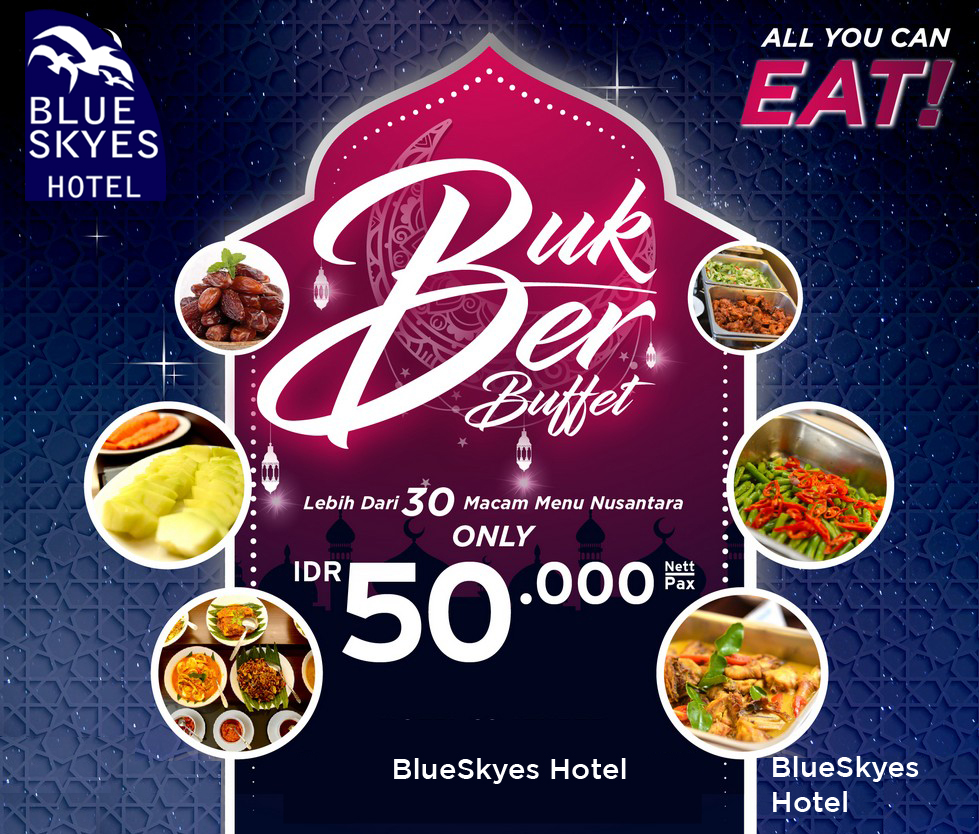 BLUE
SKYES
HOTEL
ALL YOU CAN
EAT!
Buk
Ber
Buffet
Lebih Dari 30 Macam Menu Nusantara
ONLY
IDR 50.000 Nett
Pax
BlueSkyes Hotel
BlueSkyes
Hotel